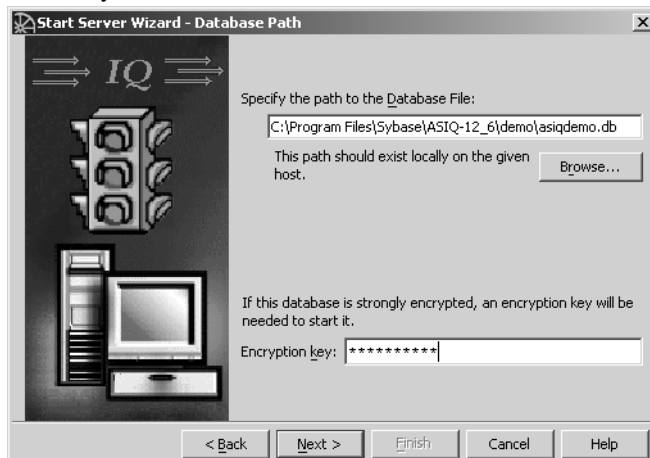 Start Server Wizard - Database Path
IQ
Specify the path to the Database File:
C:\Program Files\Sybase\ASIQ-12_6\demo\asiqdemo.db
This path should exist locally on the given
host.
Browse...
If this database is strongly encrypted, an encryption key will be
needed to start it.
Encryption key: **********
< Back Next > Finish Cancel Help